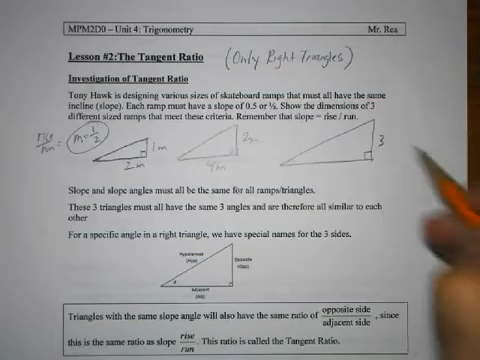 MPM2D0 – Unit 4: Trigonometry Mr. Rea
Lesson #2: The Tangent Ratio (Only Right Triangles)
Investigation of Tangent Ratio
Tony Hawk is designing various sizes of skateboard ramps that must all have the same
incline (slope). Each ramp must have a slope of 0.5 or ½. Show the dimensions of 3
different sized ramps that meet these criteria. Remember that slope = rise / run.
rise/run = m = 1/2
1m
2m
2m
4m
3
Slope and slope angles must all be the same for all ramps/triangles.
These 3 triangles must all have the same 3 angles and are therefore all similar to each
other
For a specific angle in a right triangle, we have special names for the 3 sides.
Hypotenuse
(Hyp)
Opposite
(Opp)
Adjacent
(Adj)
Triangles with the same slope angle will also have the same ratio of opposite side / adjacent side, since
this is the same ratio as slope rise / run. This ratio is called the Tangent Ratio.